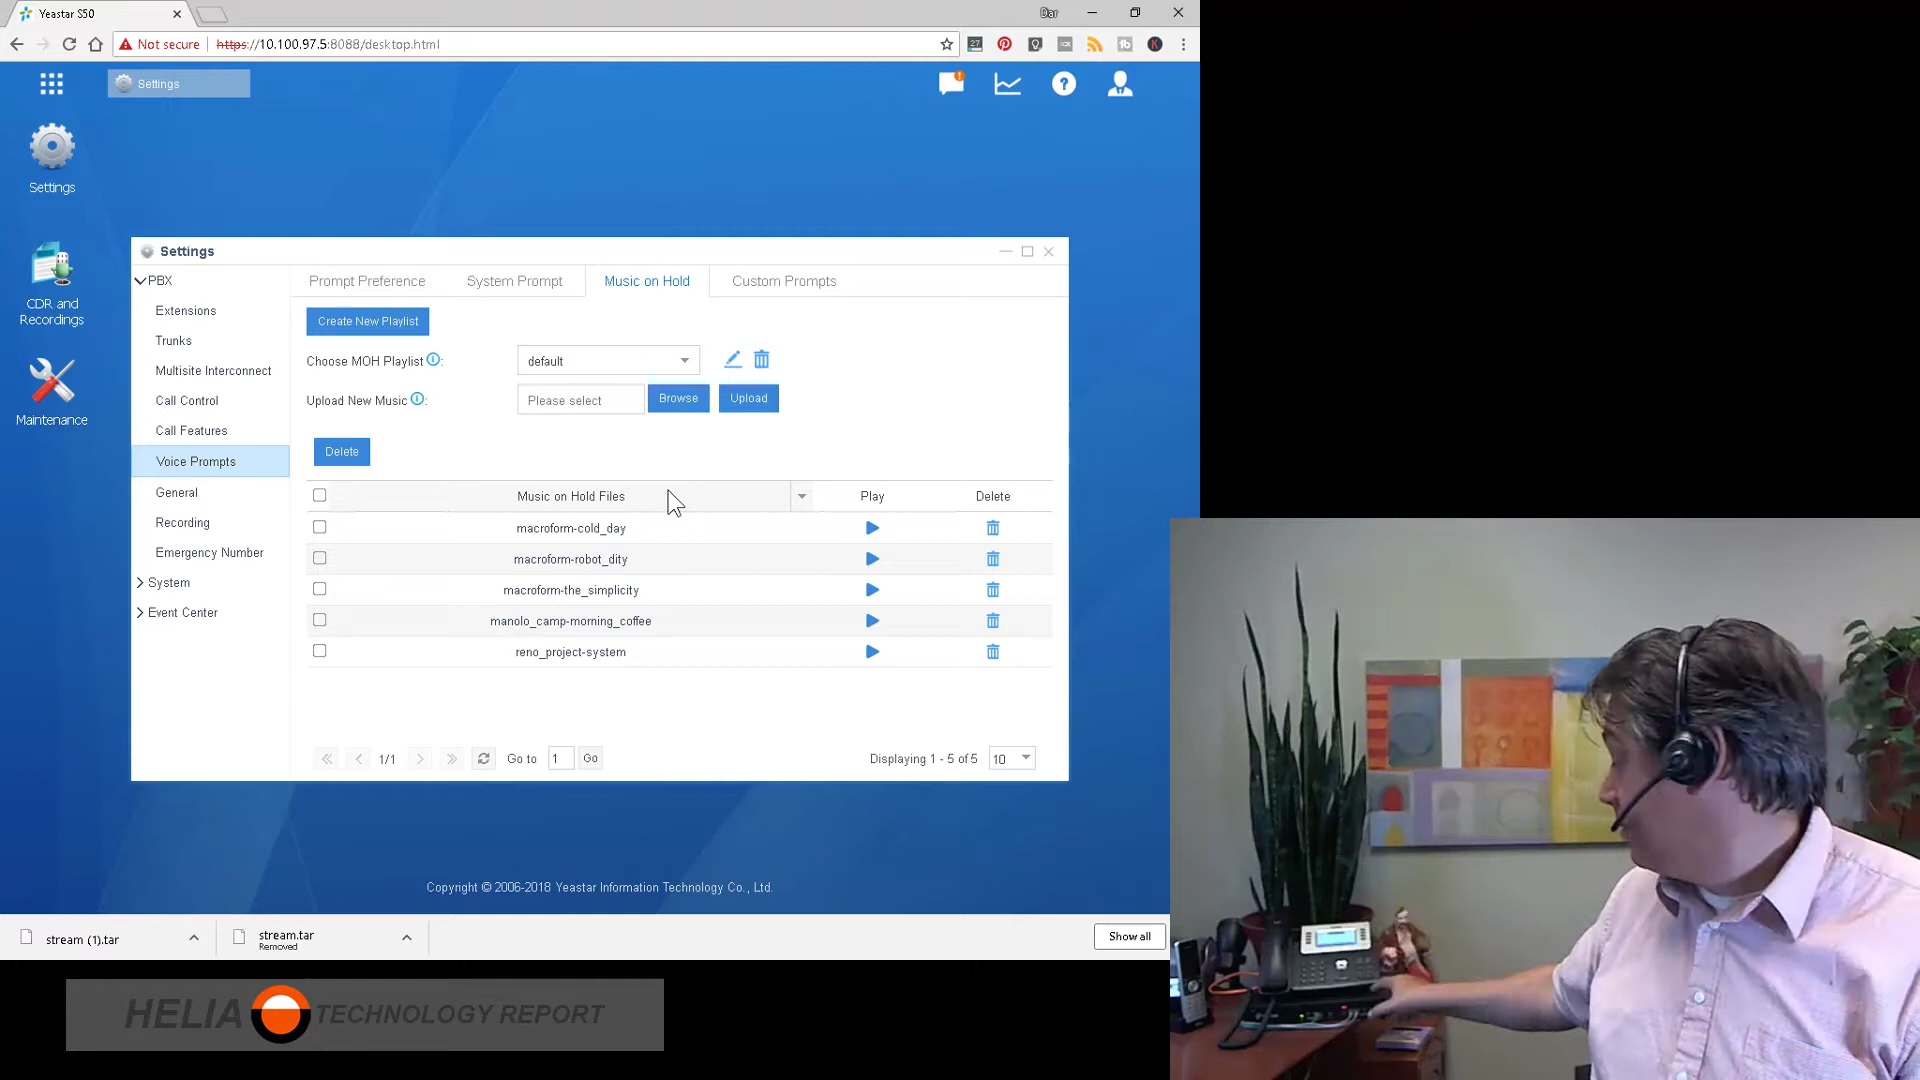 Yeastar S50
Dar
Not secure https://10.100.97.5:8088/desktop.html
27
Settings
Settings
CDR and
Recordings
Maintenance
Settings
PBX
Extensions
Trunks
Multisite Interconnect
Call Control
Call Features
Voice Prompts
General
Recording
Emergency Number
System
Event Center
Prompt Preference
System Prompt
Music on Hold
Custom Prompts
Create New Playlist
Choose MOH Playlist : default
Upload New Music : Please select Browse Upload
Delete
Music on Hold Files Play Delete
macroform-cold_day
macroform-robot_dity
macroform-the_simplicity
manolo_camp-morning_coffee
reno_project-system
1/1 Go to 1 Go Displaying 1 - 5 of 5 10
Copyright © 2006-2018 Yeastar Information Technology Co., Ltd.
stream (1).tar
stream.tar
Removed
Show all
HELIA TECHNOLOGY REPORT